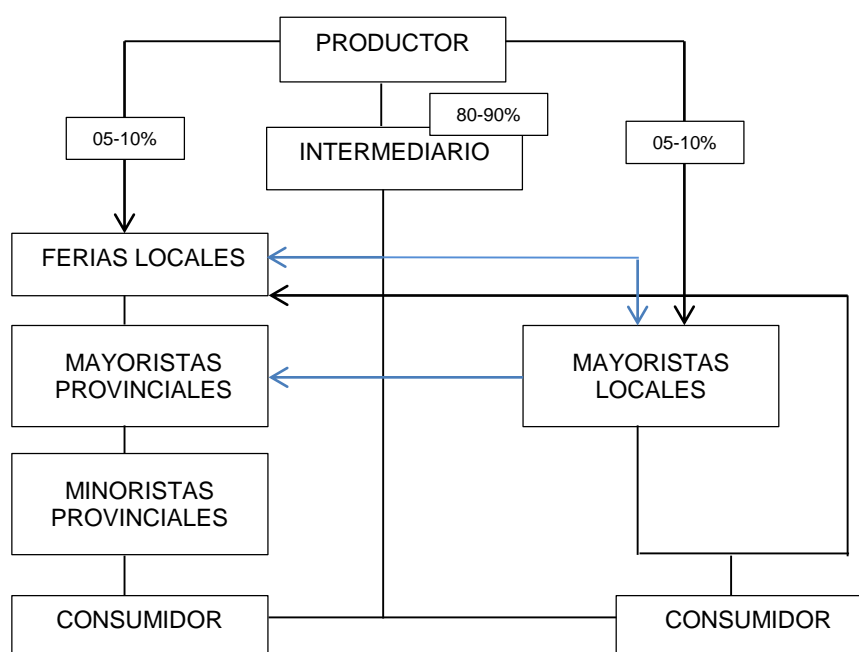 PRODUCTOR
80-90%
05-10%
INTERMEDIARIO
05-10%
FERIAS LOCALES
MAYORISTAS
PROVINCIALES
MAYORISTAS
LOCALES
MINORISTAS
PROVINCIALES
CONSUMIDOR
CONSUMIDOR